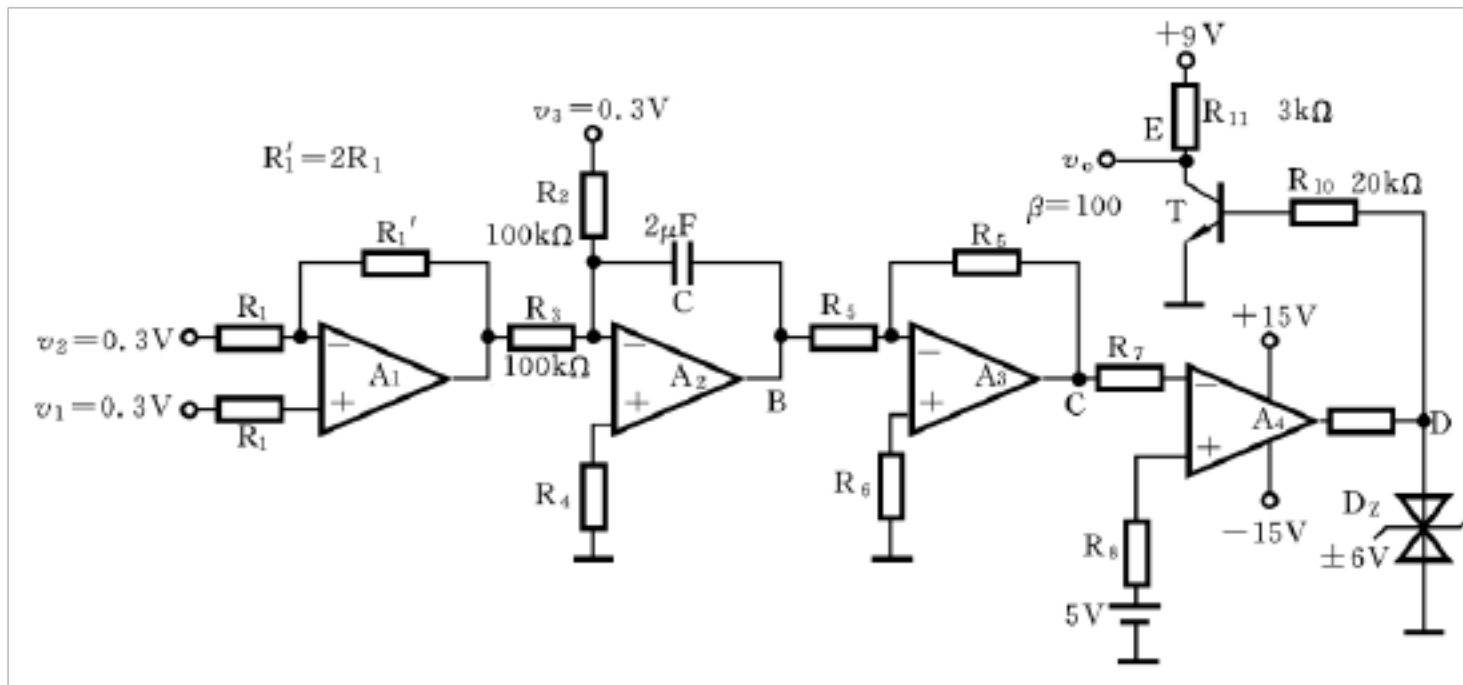 +9V
v₃=0.3V
R₁₁ 3kΩ
E
R₁′=2R₁
vₒ
R₂
R₁₀ 20kΩ
β=100
T
100kΩ
2μF
R₁′
R₅
C
R₁
R₃
R₅
+15V
v₂=0.3V
100kΩ
R₇
−
−
−
−
A₁
A₂
A₃
A₄
B
C
D
v₁=0.3V
+
+
+
+
R₁
R₄
R₆
−15V
D_Z
±6V
R₈
5V